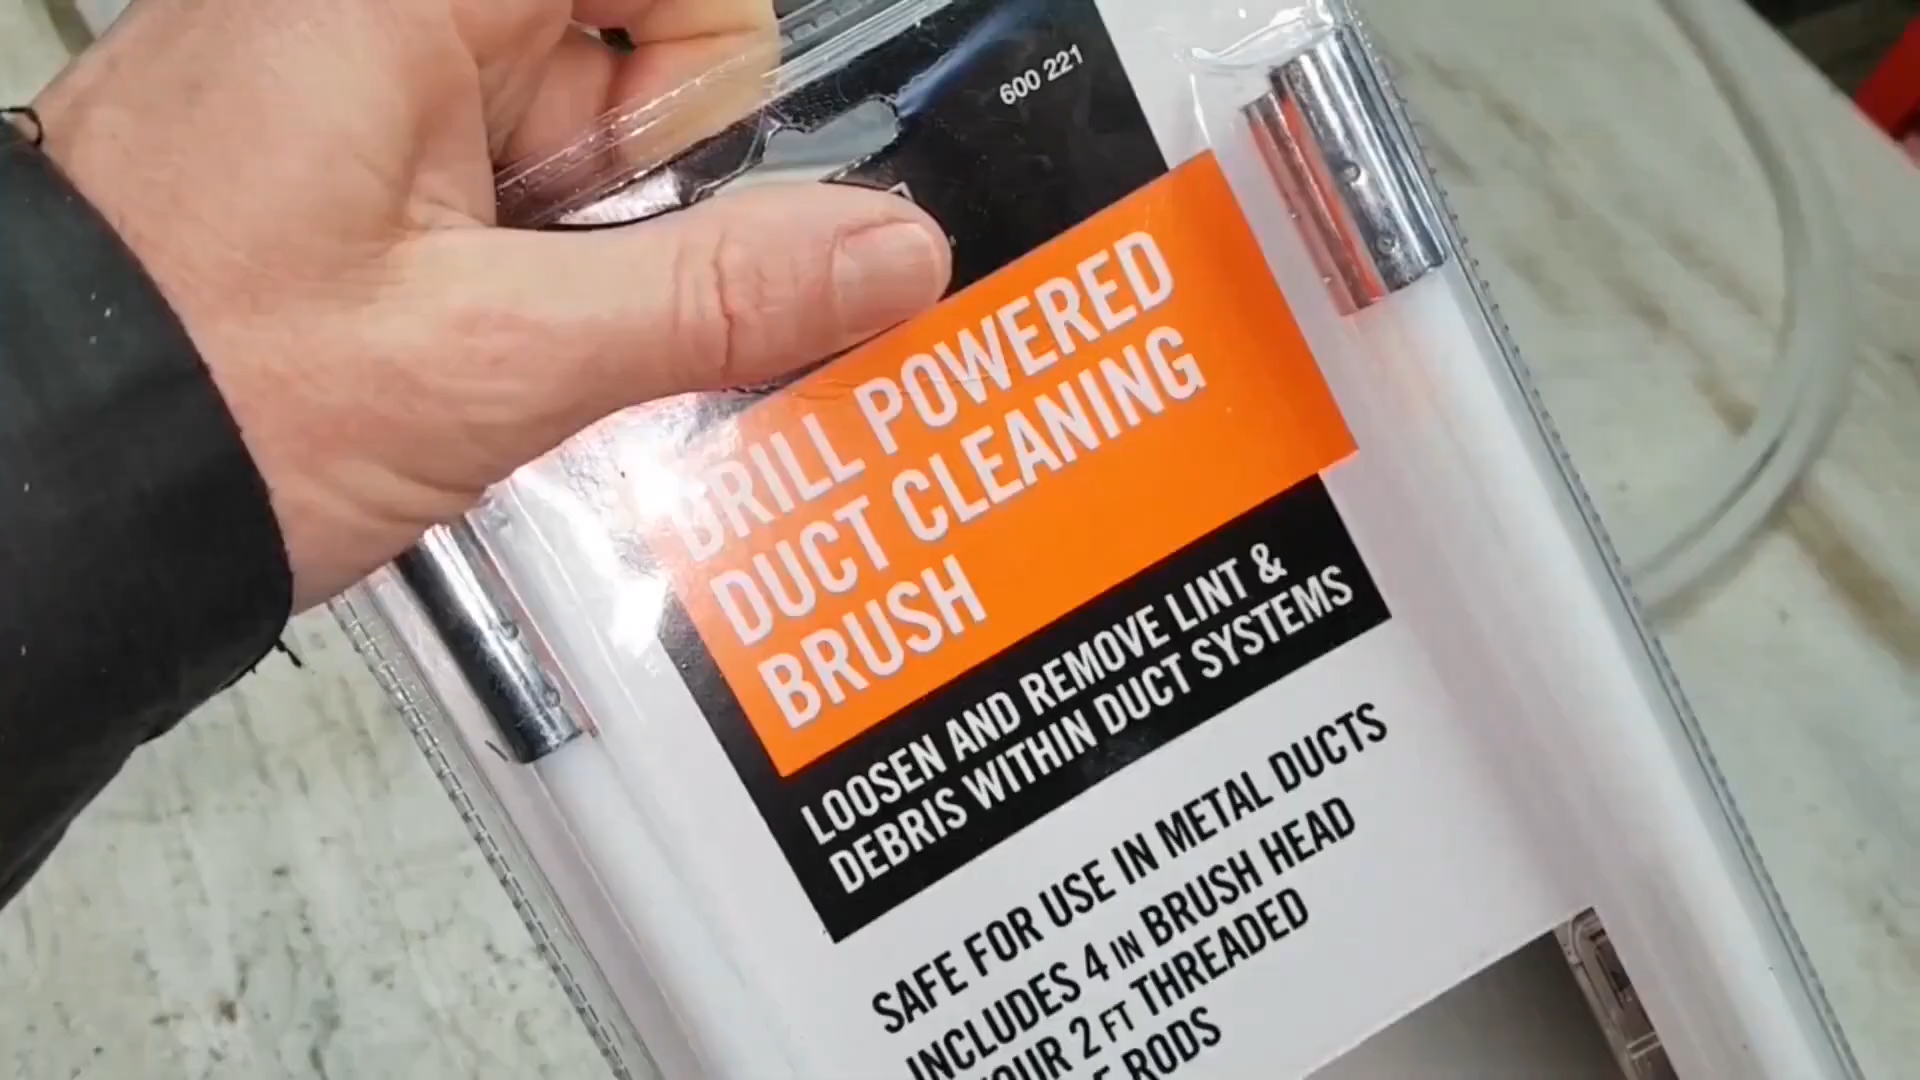 600 221
DRILL POWERED
DUCT CLEANING
BRUSH
LOOSEN AND REMOVE LINT &
DEBRIS WITHIN DUCT SYSTEMS
SAFE FOR USE IN METAL DUCTS
INCLUDES 4 IN BRUSH HEAD
2 FT THREADED
RODS